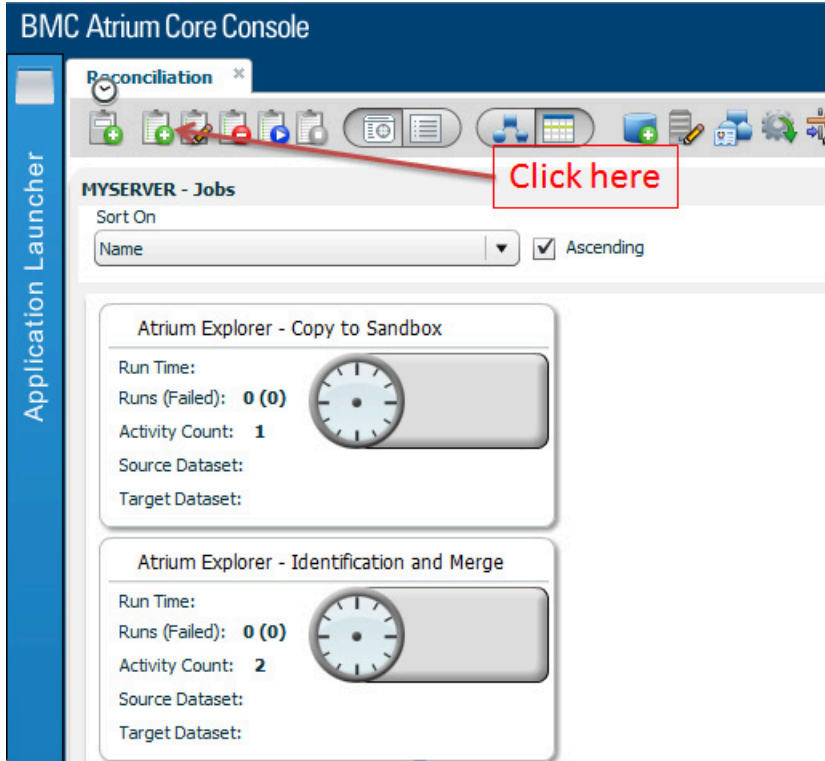 BMC Atrium Core Console
Reconciliation
Application Launcher
Click here
MYSERVER - Jobs
Sort On
Name
Ascending
Atrium Explorer - Copy to Sandbox
Run Time:
Runs (Failed): 0 (0)
Activity Count: 1
Source Dataset:
Target Dataset:
Atrium Explorer - Identification and Merge
Run Time:
Runs (Failed): 0 (0)
Activity Count: 2
Source Dataset:
Target Dataset: